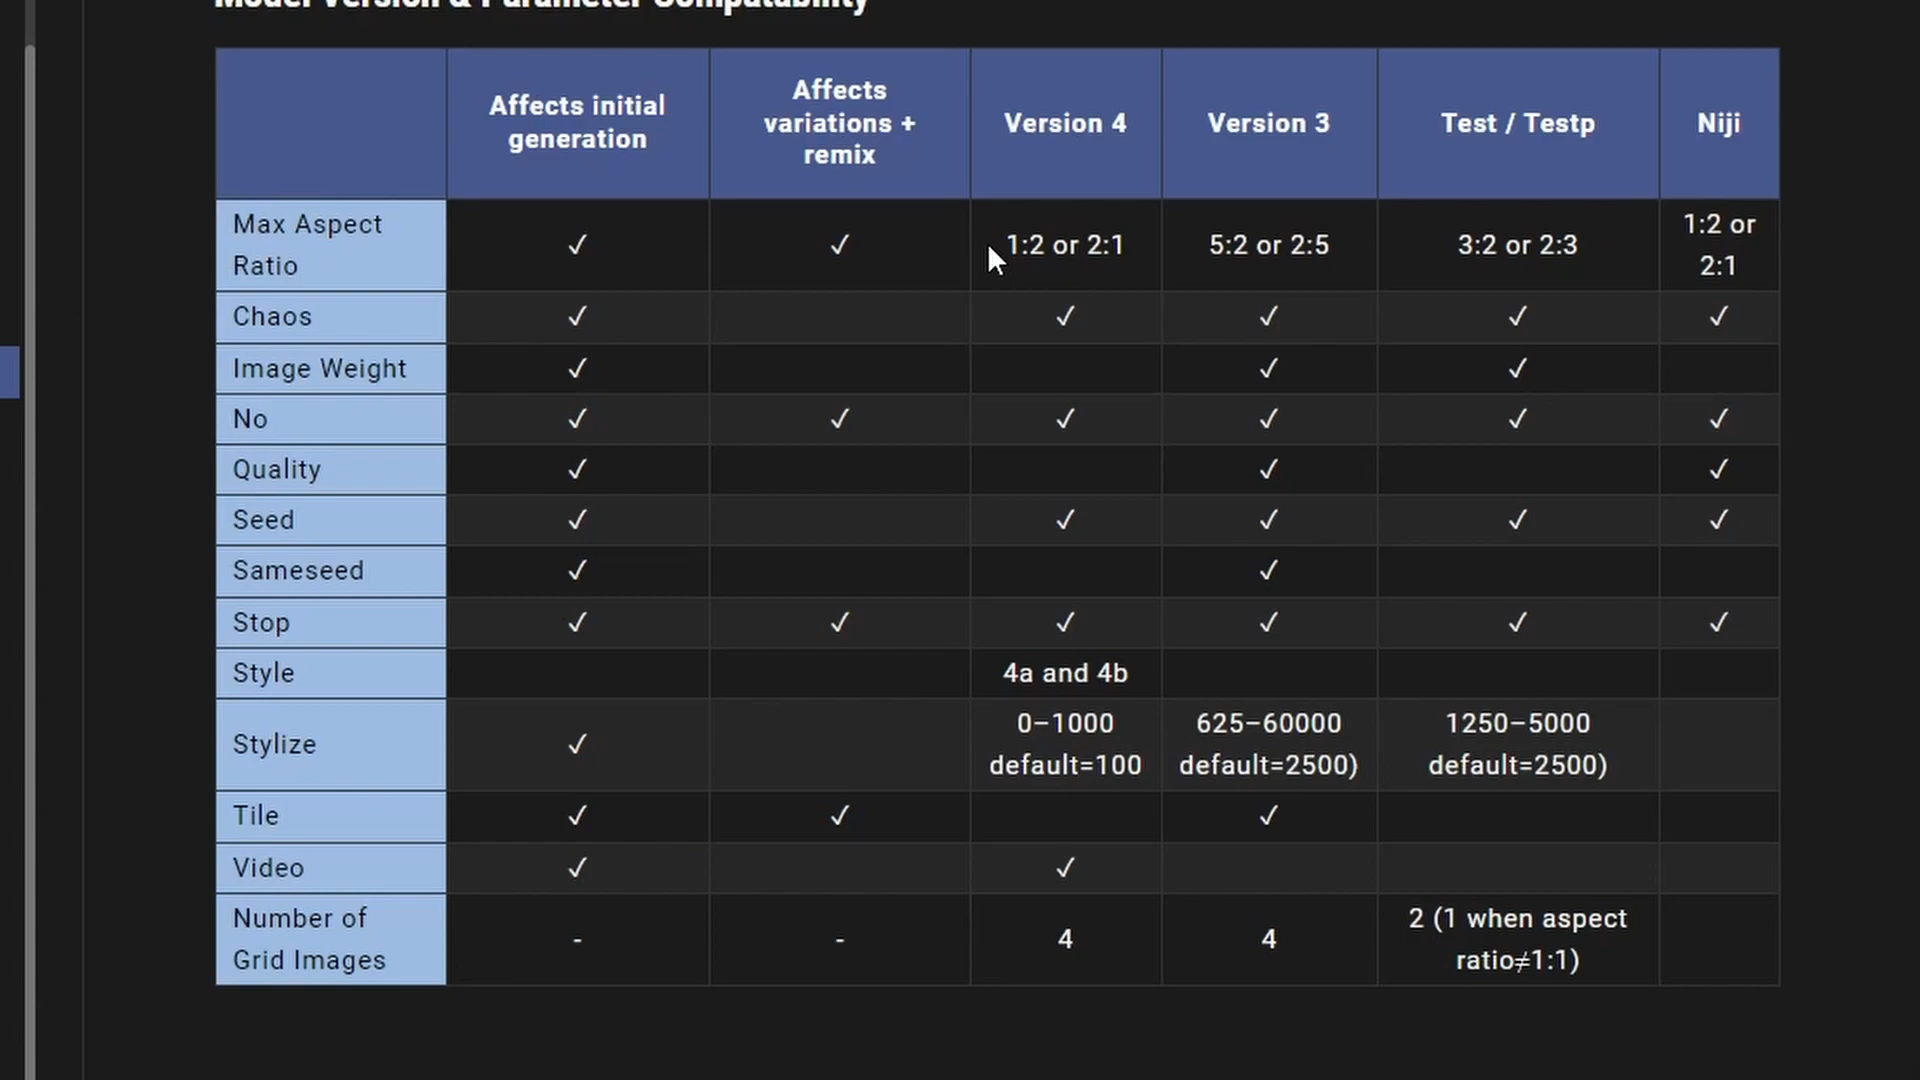 Model Version & Parameter Compatability
Affects initial generation
Affects variations + remix
Version 4
Version 3
Test / Testp
Niji
Max Aspect Ratio
✓
✓
1:2 or 2:1
5:2 or 2:5
3:2 or 2:3
1:2 or 2:1
Chaos
✓
✓
✓
✓
✓
Image Weight
✓
✓
✓
No
✓
✓
✓
✓
✓
✓
Quality
✓
✓
✓
Seed
✓
✓
✓
✓
✓
Sameseed
✓
✓
Stop
✓
✓
✓
✓
✓
✓
Style
4a and 4b
Stylize
✓
0–1000 default=100
625–60000 default=2500)
1250–5000 default=2500)
Tile
✓
✓
✓
Video
✓
✓
Number of Grid Images
-
-
4
4
2 (1 when aspect ratio≠1:1)